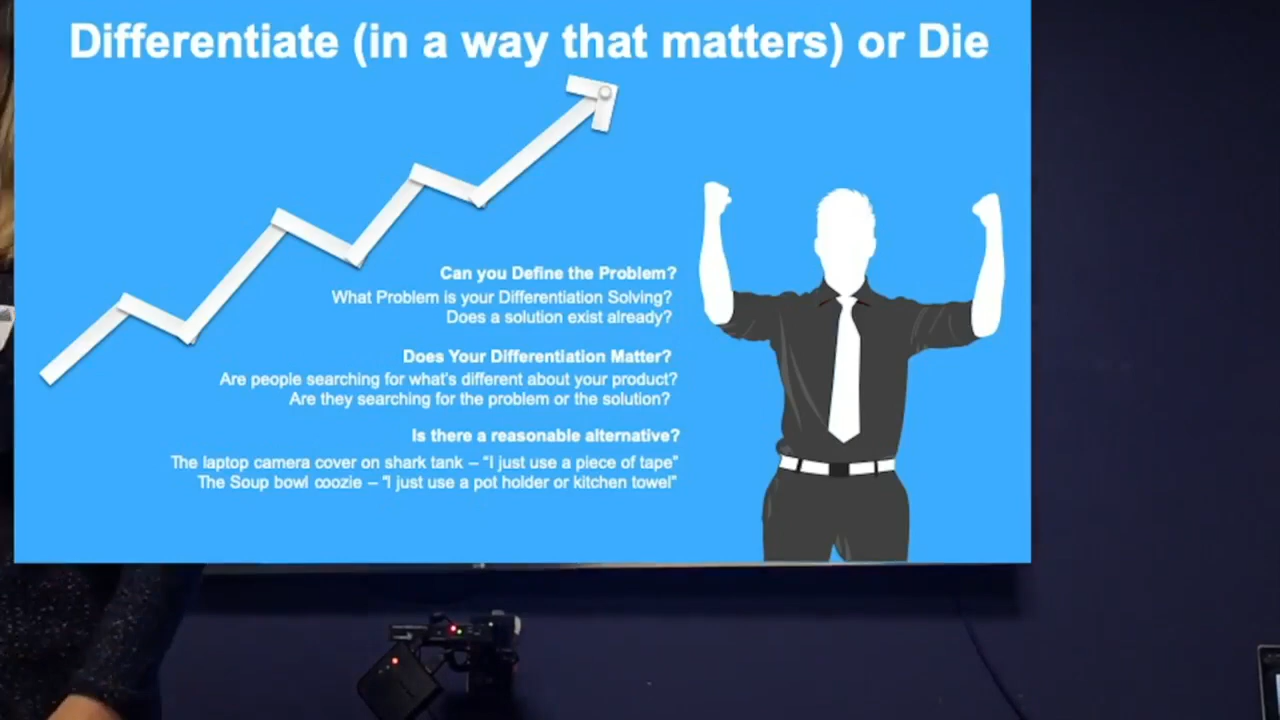 Differentiate (in a way that matters) or Die
Can you Define the Problem?
What Problem is your Differentiation Solving?
Does a solution exist already?
Does Your Differentiation Matter?
Are people searching for what's different about your product?
Are they searching for the problem or the solution?
Is there a reasonable alternative?
The laptop camera cover on shark tank – “I just use a piece of tape”
The Soup bowl coozie – “I just use a pot holder or kitchen towel”